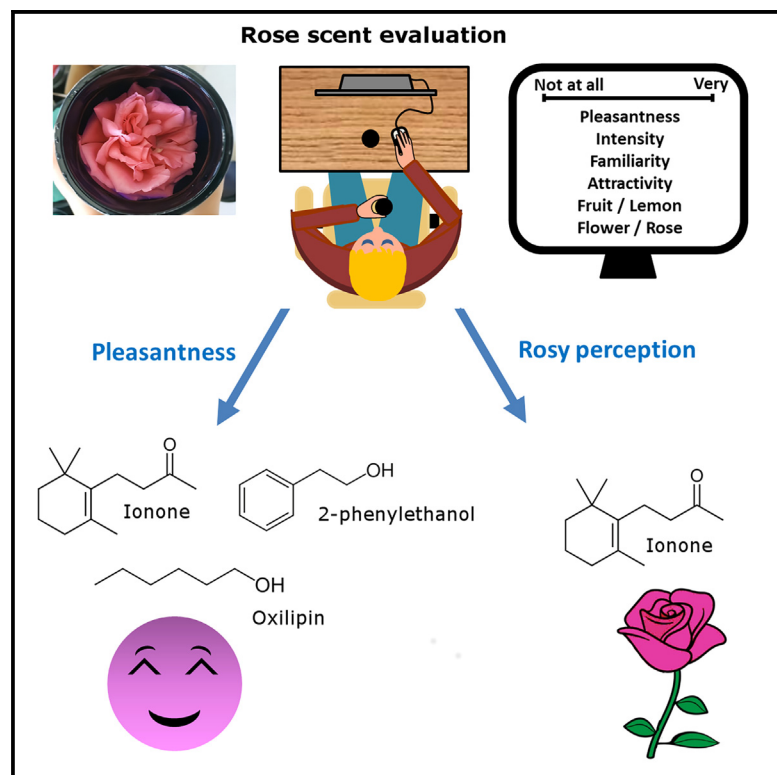 Rose scent evaluation
Not at all Very
Pleasantness
Intensity
Familiarity
Attractivity
Fruit / Lemon
Flower / Rose
Pleasantness
Rosy perception
O
Ionone
OH
2-phenylethanol
O
Ionone
OH
Oxilipin